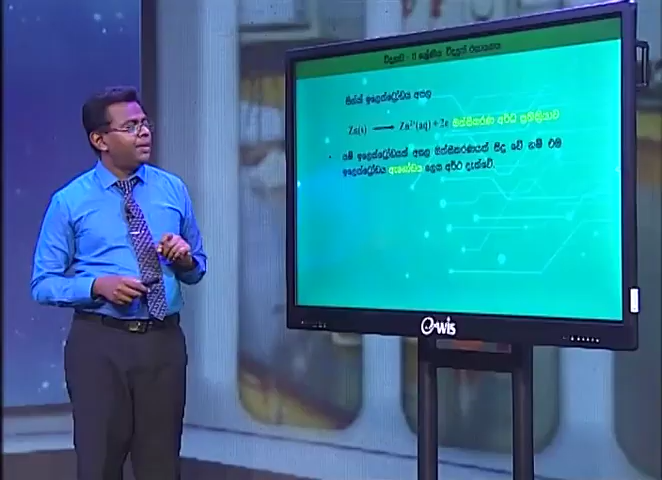 විද්‍යාව - 11 ශ්‍රේණිය විද්‍යුත් රසායනය
සින්ක් ඉලෙක්ට්‍රෝඩය අසල
Zn(s) ⟶ Zn²⁺(aq) + 2e ඔක්සිකරණ අර්ධ ප්‍රතික්‍රියාව
• යම් ඉලෙක්ට්‍රෝඩයක් අසල ඔක්සිකරණයක් සිදු වේ නම් එම
ඉලෙක්ට්‍රෝඩය ඇනෝඩය ලෙස අර්ථ දැක්වේ.
e-wis